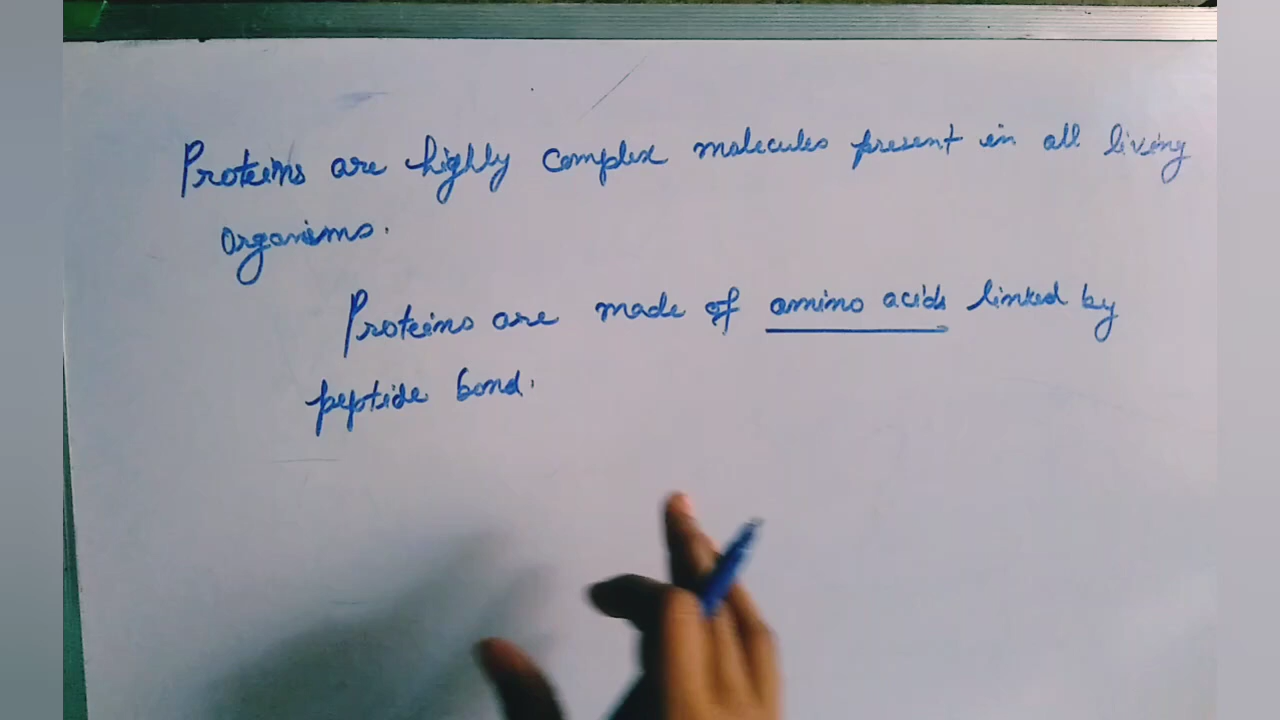 Proteins are highly complex molecules present in all living
organisms.
Proteins are made of amino acids linked by
peptide bond.